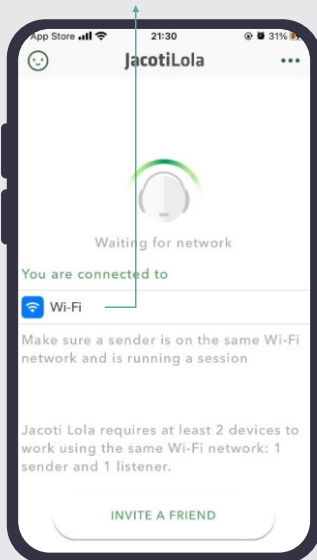 App Store 21:30 31%
JacotiLola
Waiting for network
You are connected to
Wi-Fi
Make sure a sender is on the same Wi-Fi
network and is running a session
Jacoti Lola requires at least 2 devices to
work using the same Wi-Fi network: 1
sender and 1 listener.
INVITE A FRIEND